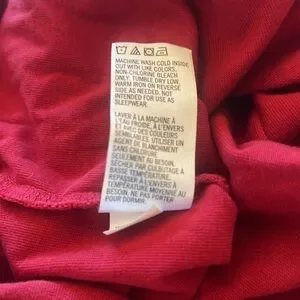 MACHINE WASH COLD INSIDE
OUT WITH LIKE COLORS,
NON-CHLORINE BLEACH
ONLY. TUMBLE DRY LOW.
WARM IRON ON REVERSE
SIDE AS NEEDED. NOT
INTENDED FOR USE AS
SLEEPWEAR.
LAVER À LA MACHINE À
L'EAU FROIDE, À L'ENVERS
ET AVEC DES COULEURS
SEMBLABLES. UTILISER UN
AGENT DE BLANCHIMENT
SANS CHLORURE
SEULEMENT AU BESOIN.
SÉCHER PAR CULBUTAGE À
BASSE TEMPÉRATURE.
REPASSER À L'ENVERS À
TEMPÉRATURE MOYENNE
AU BESOIN. NE PAS PORTER
POUR DORMIR.